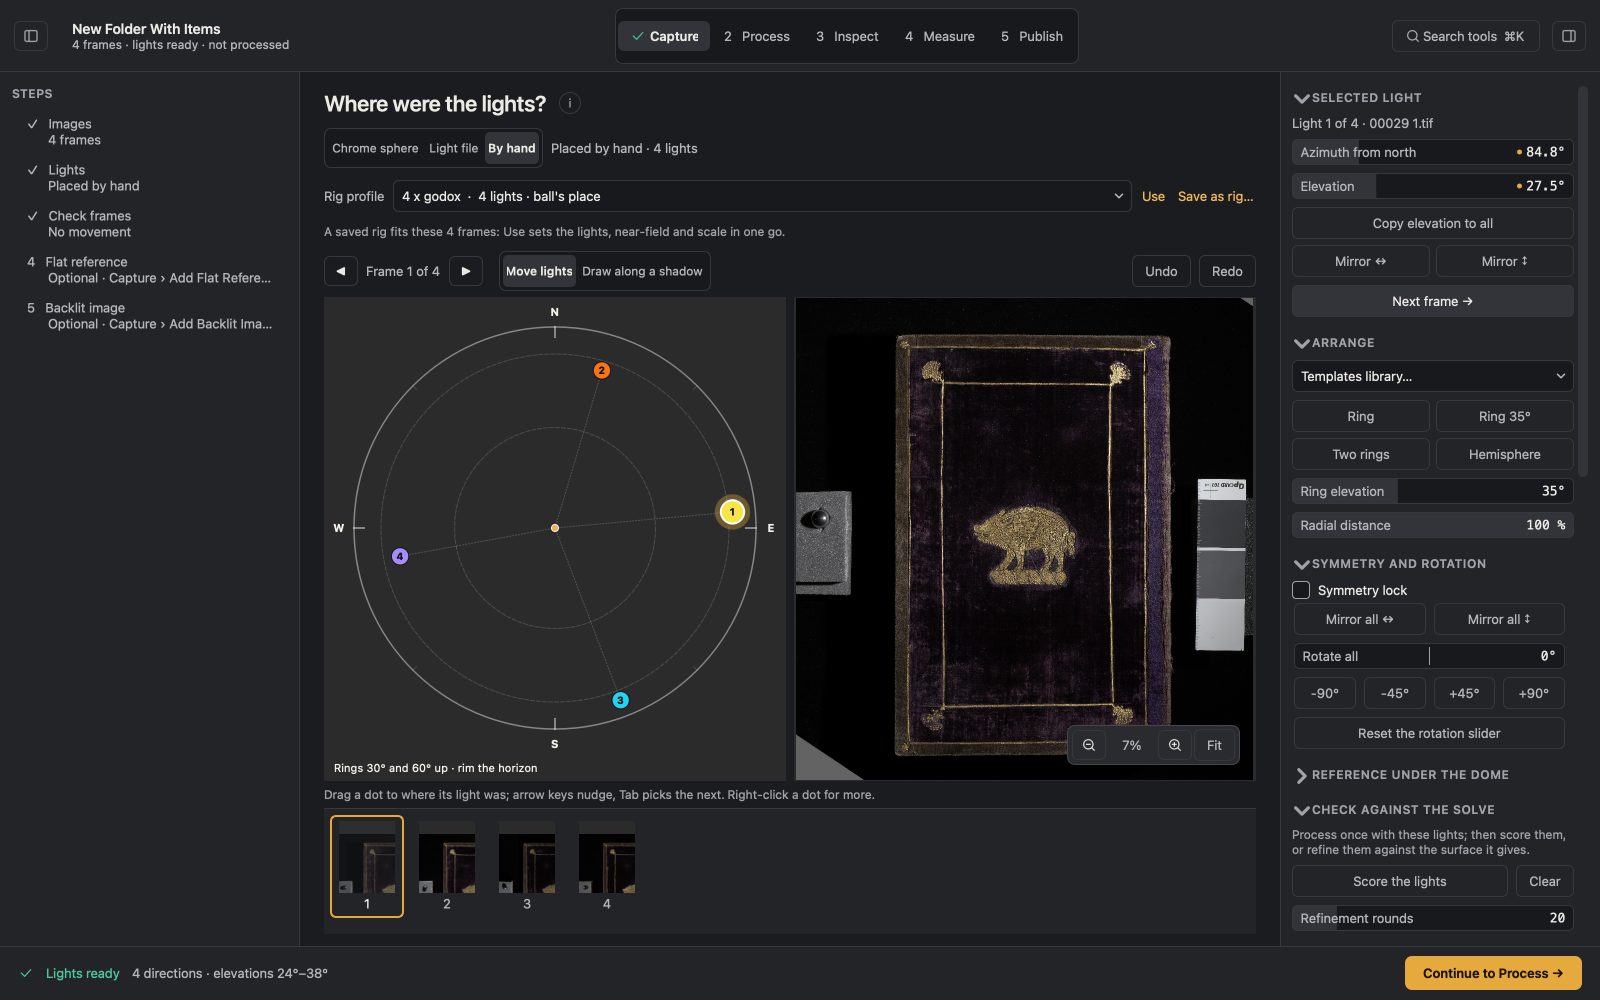 New Folder With Items
4 frames · lights ready · not processed
✓ Capture
2 Process
3 Inspect
4 Measure
5 Publish
Search tools ⌘K
STEPS
✓ Images
4 frames
✓ Lights
Placed by hand
✓ Check frames
No movement
4 Flat reference
Optional · Capture › Add Flat Refere...
5 Backlit image
Optional · Capture › Add Backlit Ima...
Where were the lights? i
Chrome sphere Light file By hand Placed by hand · 4 lights
Rig profile 4 x godox · 4 lights · ball's place Use Save as rig...
A saved rig fits these 4 frames: Use sets the lights, near-field and scale in one go.
◀ Frame 1 of 4 ▶ Move lights Draw along a shadow Undo Redo
N
2
1
W
E
4
3
S
Rings 30° and 60° up · rim the horizon
7% Fit
Drag a dot to where its light was; arrow keys nudge, Tab picks the next. Right-click a dot for more.
1 2 3 4
SELECTED LIGHT
Light 1 of 4 · 00029 1.tif
Azimuth from north 84.8°
Elevation 27.5°
Copy elevation to all
Mirror ↔ Mirror ↕
Next frame →
ARRANGE
Templates library...
Ring Ring 35°
Two rings Hemisphere
Ring elevation 35°
Radial distance 100 %
SYMMETRY AND ROTATION
Symmetry lock
Mirror all ↔ Mirror all ↕
Rotate all 0°
-90° -45° +45° +90°
Reset the rotation slider
REFERENCE UNDER THE DOME
CHECK AGAINST THE SOLVE
Process once with these lights; then score them,
or refine them against the surface it gives.
Score the lights Clear
Refinement rounds 20
✓ Lights ready 4 directions · elevations 24°–38°
Continue to Process →